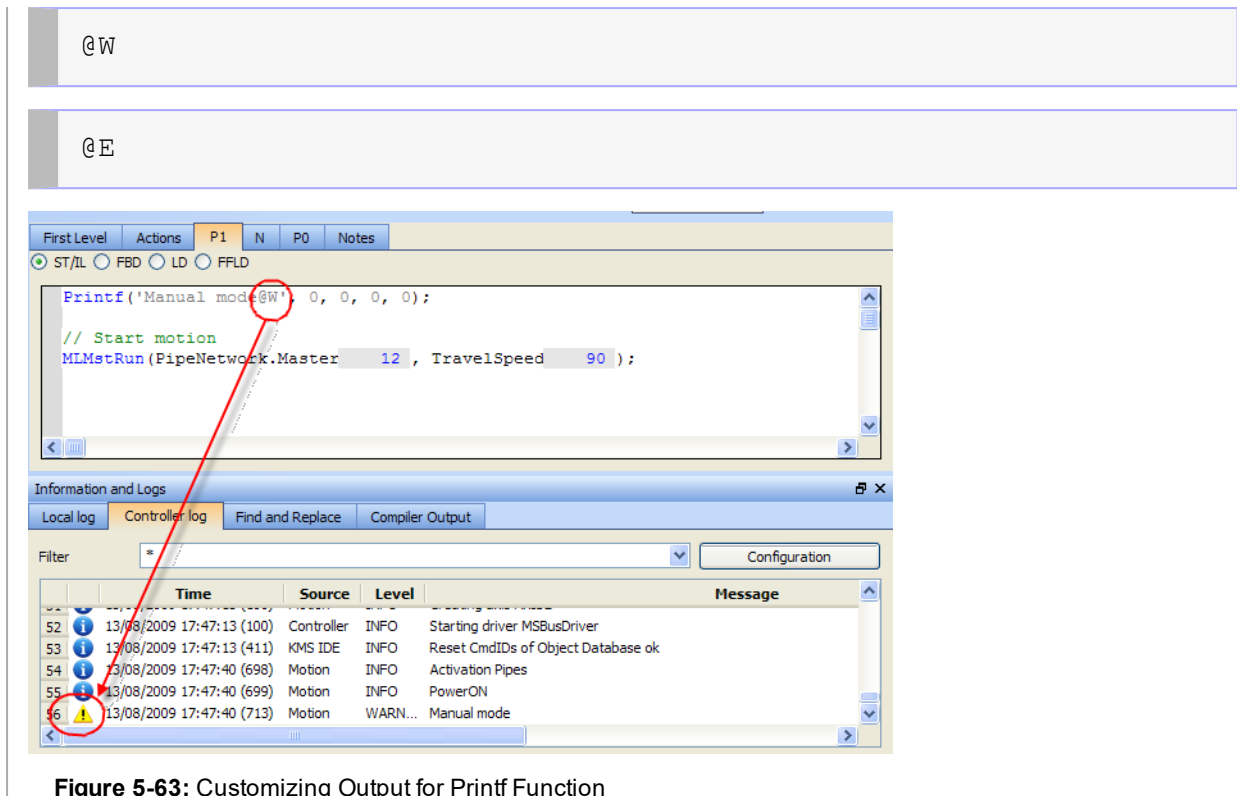 @W
@E
First Level Actions P1 N P0 Notes
ST/IL FBD LD FFLD
Printf('Manual mode@W', 0, 0, 0, 0);
// Start motion
MLMstRun(PipeNetwork.Master 12 , TravelSpeed 90 );
Information and Logs
Local log Controller log Find and Replace Compiler Output
Filter * Configuration
Time Source Level Message
52 13/08/2009 17:47:13 (100) Controller INFO Starting driver MSBusDriver
53 13/08/2009 17:47:13 (411) KMS IDE INFO Reset CmdIDs of Object Database ok
54 13/08/2009 17:47:40 (698) Motion INFO Activation Pipes
55 13/08/2009 17:47:40 (699) Motion INFO PowerON
56 13/08/2009 17:47:40 (713) Motion WARN... Manual mode
Figure 5-63: Customizing Output for Printf Function